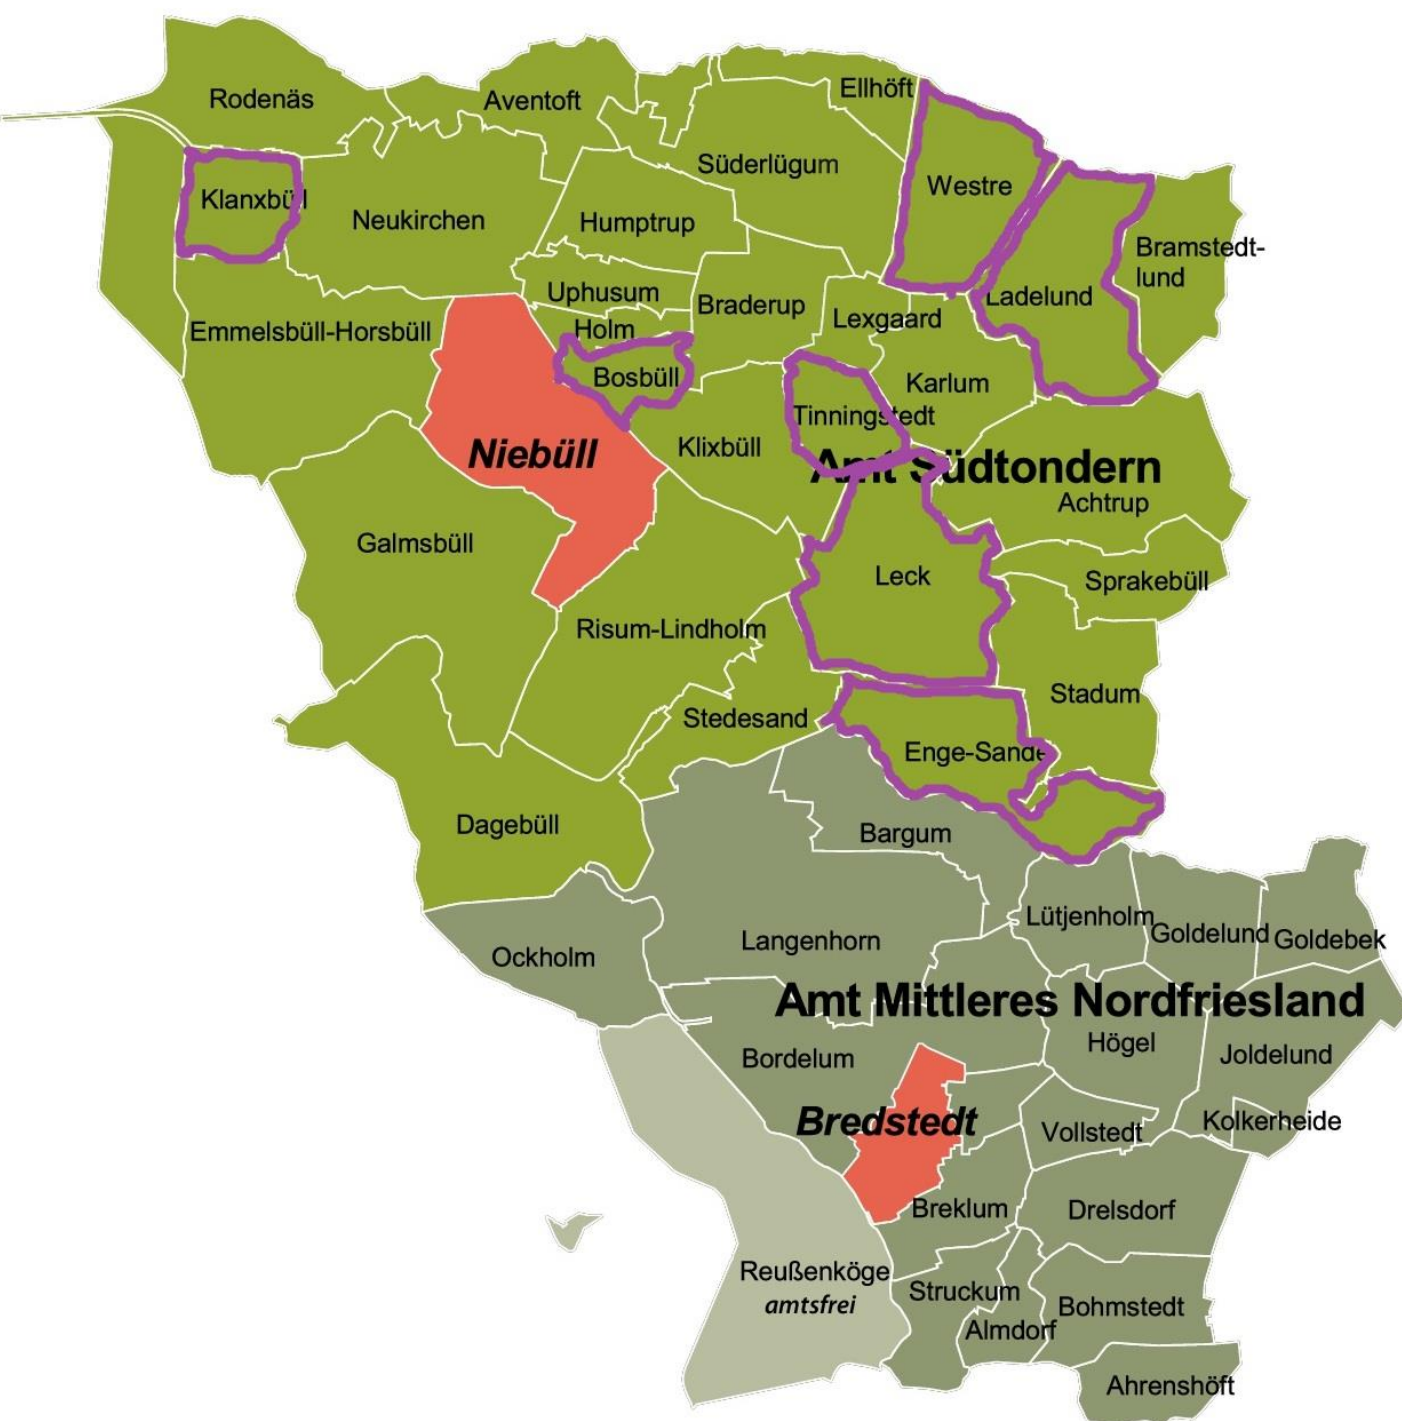 Rodenäs
Aventoft
Ellhöft
Süderlügum
Westre
Klanxbüll
Neukirchen
Humptrup
Bramstedt-
lund
Uphusum
Braderup
Ladelund
Emmelsbüll-Horsbüll
Holm
Lexgaard
Bosbüll
Karlum
Tinningstedt
Niebüll
Klixbüll
Amt Südtondern
Achtrup
Galmsbüll
Leck
Sprakebüll
Risum-Lindholm
Stadum
Stedesand
Enge-Sande
Dagebüll
Bargum
Lütjenholm
Goldelund
Goldebek
Langenhorn
Ockholm
Amt Mittleres Nordfriesland
Högel
Bordelum
Joldelund
Bredstedt
Vollstedt
Kolkerheide
Breklum
Drelsdorf
Reußenköge
amtsfrei
Struckum
Bohmstedt
Almdorf
Ahrenshöft